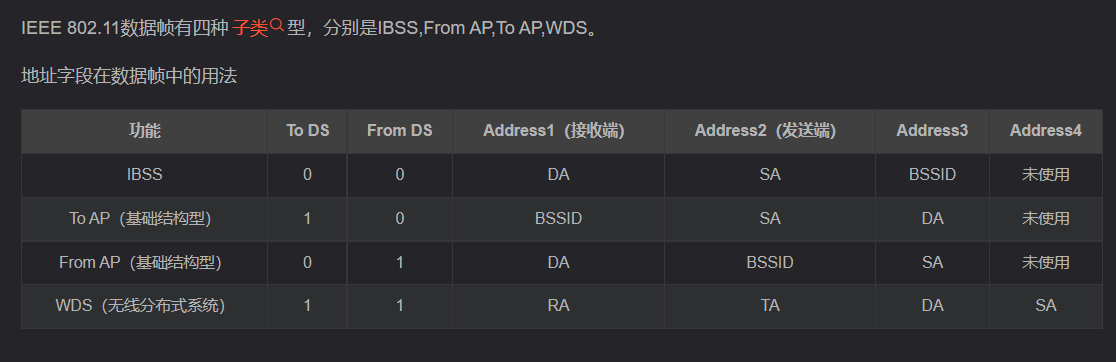 IEEE 802.11数据帧有四种 子类型，分别是IBSS,From AP,To AP,WDS。
地址字段在数据帧中的用法
功能 To DS From DS Address1（接收端） Address2（发送端） Address3 Address4
IBSS 0 0 DA SA BSSID 未使用
To AP（基础结构型） 1 0 BSSID SA DA 未使用
From AP（基础结构型） 0 1 DA BSSID SA 未使用
WDS（无线分布式系统） 1 1 RA TA DA SA